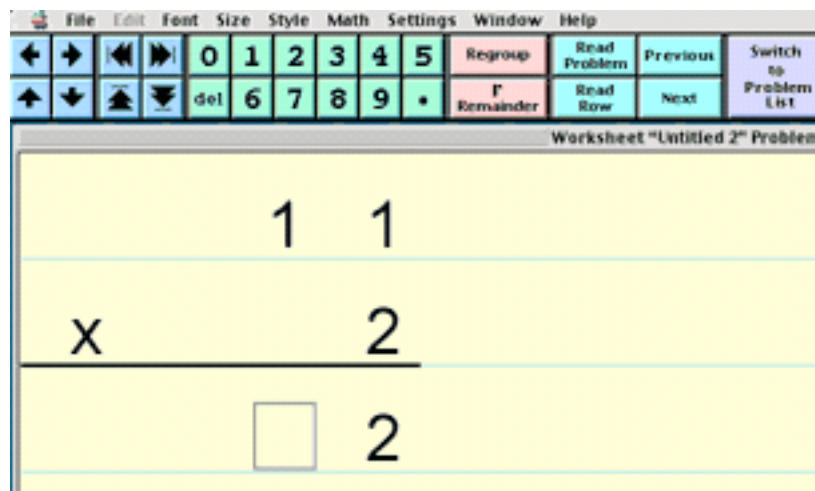 File Edit Font Size Style Math Settings Window Help
0 1 2 3 4 5 Regroup Read Problem Previous Switch to Problem List
del 6 7 8 9 . r Remainder Read Row Next
Worksheet "Untitled 2" Problem
1 1
x 2
2